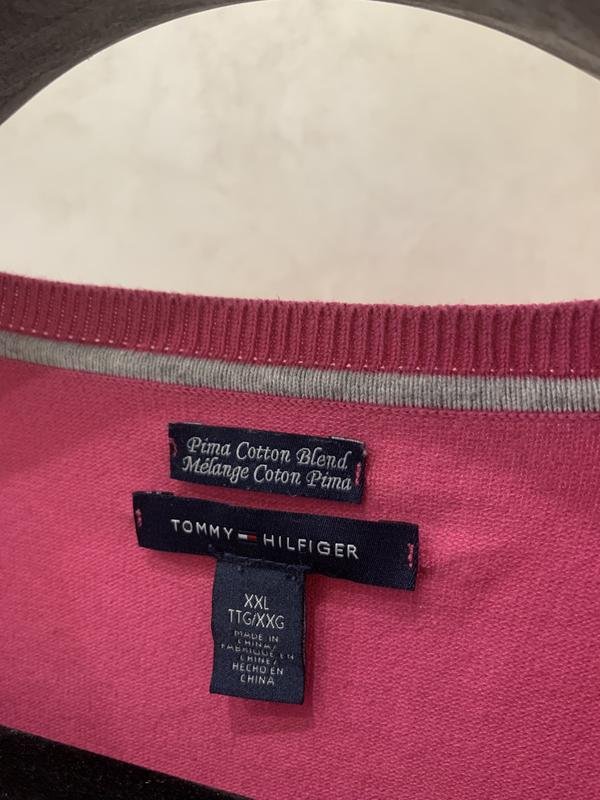 Pima Cotton Blend
Mélange Coton Pima
TOMMY HILFIGER
XXL
TTG/XXG
MADE IN
CHINA/
FABRIQUÉ EN
CHINE/
HECHO EN
CHINA